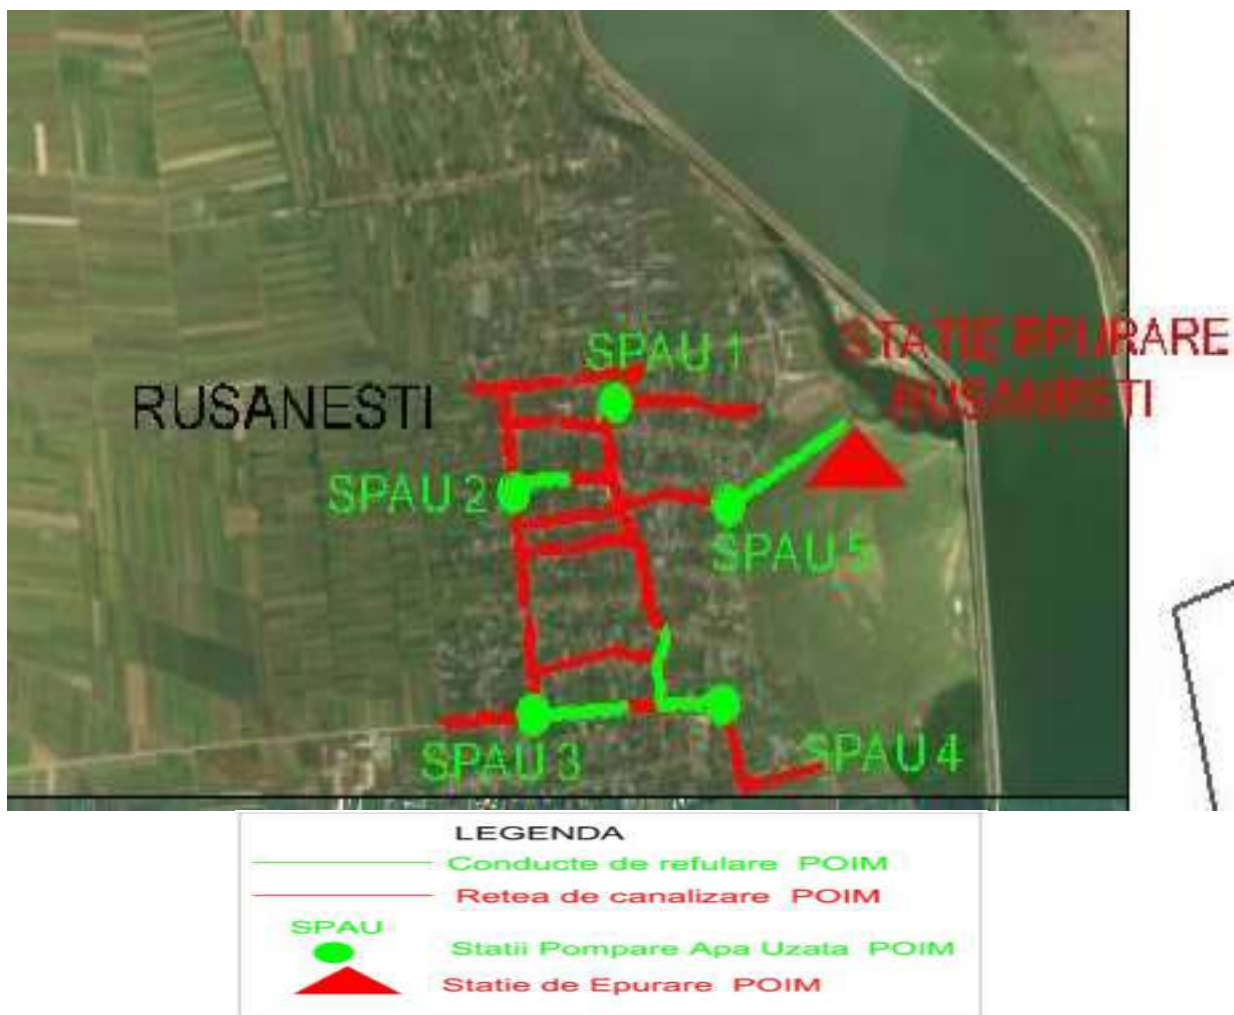 SPAU 1
STATIE EPURARE
RUSANESTI
RUSANESTI
SPAU 2
SPAU 5
SPAU 3
SPAU 4
LEGENDA
Conducte de refulare POIM
Retea de canalizare POIM
SPAU
Statii Pompare Apa Uzata POIM
Statie de Epurare POIM